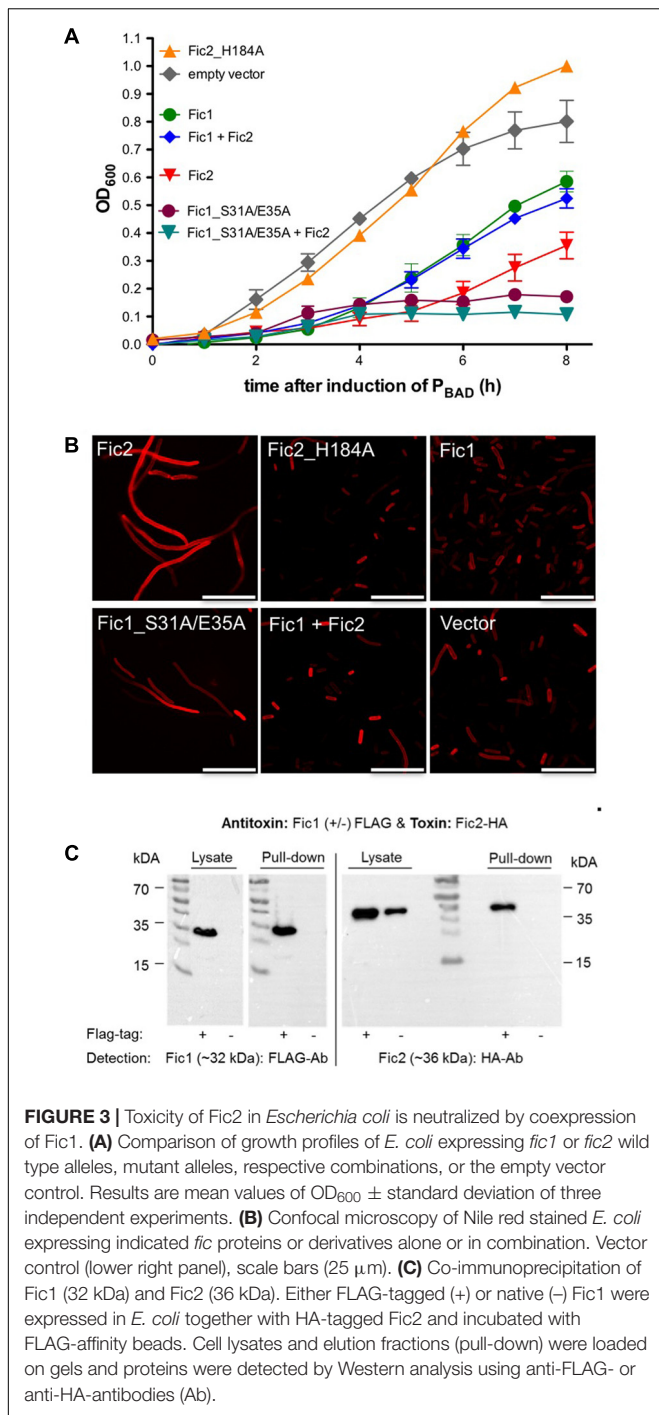 A
1.1
1.0
0.9
0.8
0.7
0.6
0.5
0.4
0.3
0.2
0.1
0.0
OD600
Fic2_H184A
empty vector
Fic1
Fic1 + Fic2
Fic2
Fic1_S31A/E35A
Fic1_S31A/E35A + Fic2
0 2 4 6 8
time after induction of PBAD (h)
B
Fic2
Fic2_H184A
Fic1
Fic1_S31A/E35A
Fic1 + Fic2
Vector
Antitoxin: Fic1 (+/-) FLAG & Toxin: Fic2-HA
C
kDA Lysate Pull-down Lysate Pull-down kDA
70
35
15
70
35
15
Flag-tag: + - + - + - + -
Detection: Fic1 (~32 kDa): FLAG-Ab Fic2 (~36 kDa): HA-Ab
FIGURE 3 | Toxicity of Fic2 in Escherichia coli is neutralized by coexpression
of Fic1. (A) Comparison of growth profiles of E. coli expressing fic1 or fic2 wild
type alleles, mutant alleles, respective combinations, or the empty vector
control. Results are mean values of OD600 ± standard deviation of three
independent experiments. (B) Confocal microscopy of Nile red stained E. coli
expressing indicated fic proteins or derivatives alone or in combination. Vector
control (lower right panel), scale bars (25 μm). (C) Co-immunoprecipitation of
Fic1 (32 kDa) and Fic2 (36 kDa). Either FLAG-tagged (+) or native (–) Fic1 were
expressed in E. coli together with HA-tagged Fic2 and incubated with
FLAG-affinity beads. Cell lysates and elution fractions (pull-down) were loaded
on gels and proteins were detected by Western analysis using anti-FLAG- or
anti-HA-antibodies (Ab).